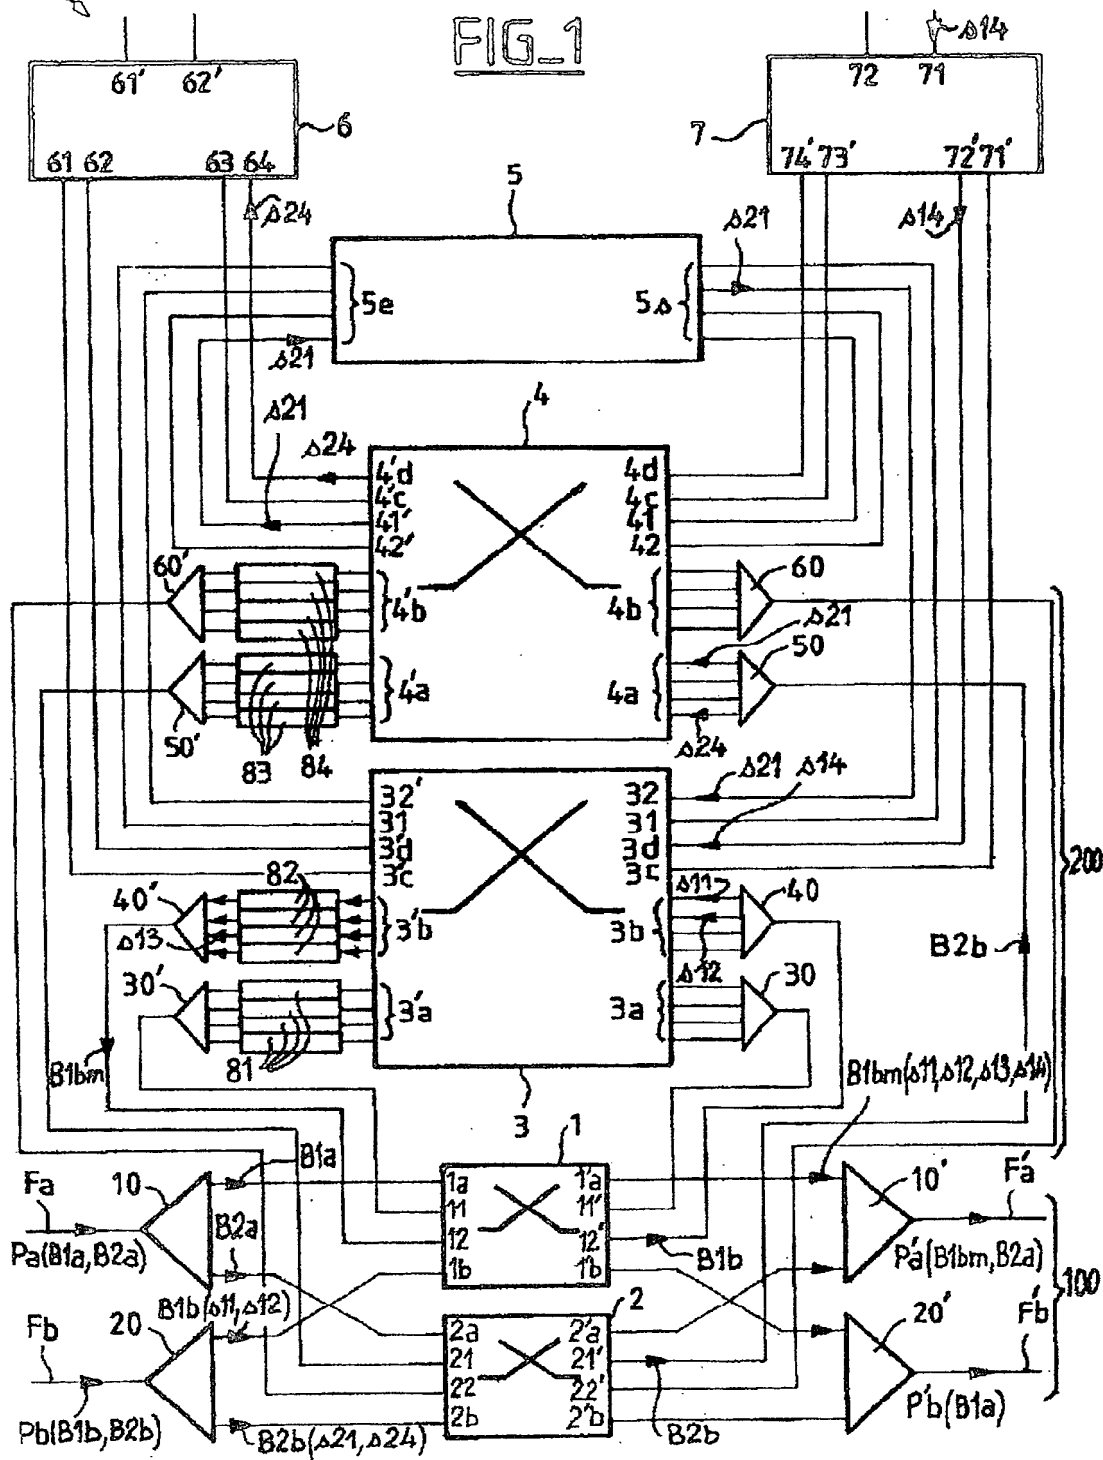 FIG_1
s14
61' 62'
72 71
6
7
61 62 63 64
74' 73' 72' 71'
s24
5
s21
s14
5e
5s
s21
4
s21
s24
4'd
4'c
41'
42'
4d
4c
41
42
60'
4'b
4b
60
s21
50
4'a
4a
50'
83
84
s24
s21
s14
32'
31
3'd
3'c
32
31
3d
3c
200
82
s11
40'
40
s13
3'b
3b
s12
B2b
30'
30
3'a
3a
81
B1bm
B1bm(s11,s12,s13,s14)
3
1
B1a
Fa
10
1a
11
12
1b
1'a
11'
12'
1'b
10'
F'a
B2a
Pa(B1a,B2a)
B1b
P'a(B1bm,B2a)
100
B1b(s11,s12)
2
Fb
20
20'
F'b
2a
21
22
2b
2'a
21'
22'
2'b
Pb(B1b,B2b)
B2b(s21,s24)
B2b
P'b(B1a)